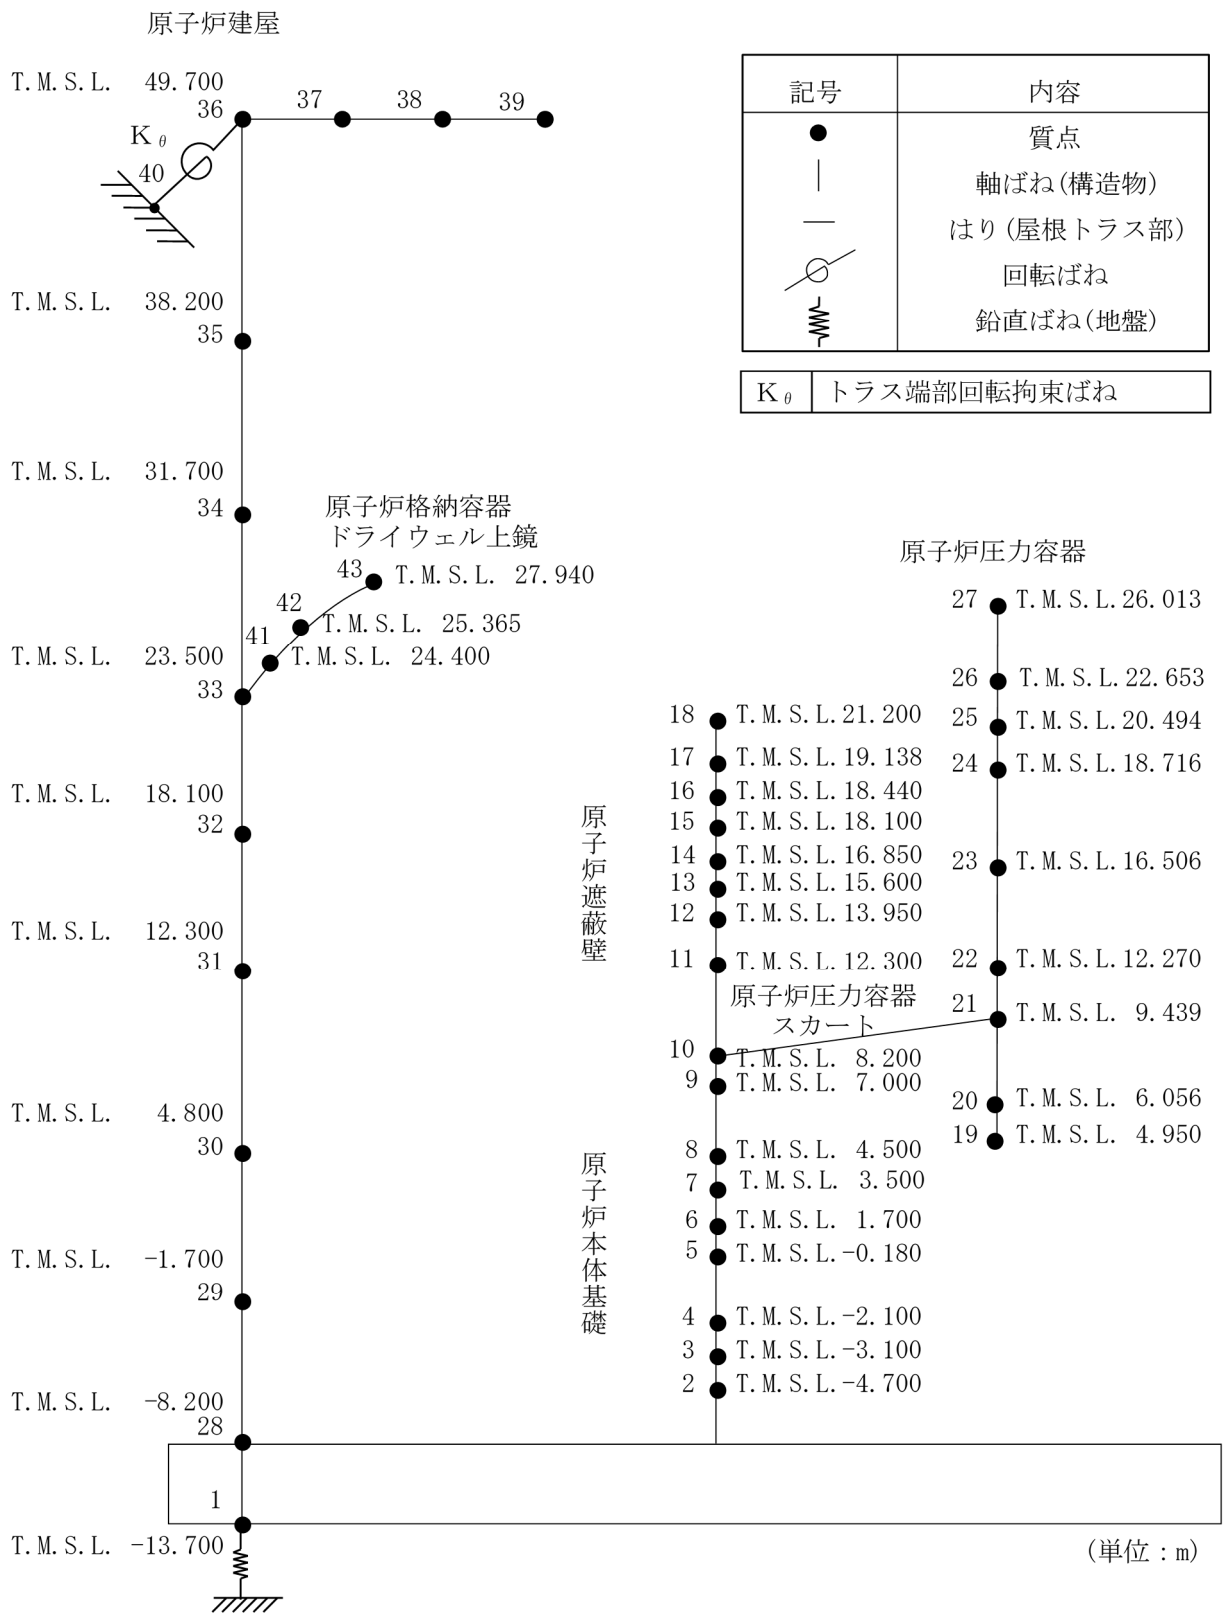 原子炉建屋
T.M.S.L. 49.700
36
37
38
39
Kθ
40
T.M.S.L. 38.200
35
T.M.S.L. 31.700
34
原子炉格納容器
ドライウェル上鏡
43
T.M.S.L. 27.940
42
T.M.S.L. 25.365
41
T.M.S.L. 24.400
T.M.S.L. 23.500
33
T.M.S.L. 18.100
32
T.M.S.L. 12.300
31
T.M.S.L. 4.800
30
T.M.S.L. -1.700
29
T.M.S.L. -8.200
28
1
T.M.S.L. -13.700
記号 内容
質点
軸ばね(構造物)
はり(屋根トラス部)
回転ばね
鉛直ばね(地盤)
Kθ トラス端部回転拘束ばね
原子炉遮蔽壁
18 T.M.S.L.21.200
17 T.M.S.L.19.138
16 T.M.S.L.18.440
15 T.M.S.L.18.100
14 T.M.S.L.16.850
13 T.M.S.L.15.600
12 T.M.S.L.13.950
11 T.M.S.L.12.300
原子炉圧力容器
スカート
10 T.M.S.L. 8.200
9 T.M.S.L. 7.000
原子炉本体基礎
8 T.M.S.L. 4.500
7 T.M.S.L. 3.500
6 T.M.S.L. 1.700
5 T.M.S.L.-0.180
4 T.M.S.L.-2.100
3 T.M.S.L.-3.100
2 T.M.S.L.-4.700
原子炉圧力容器
27 T.M.S.L.26.013
26 T.M.S.L.22.653
25 T.M.S.L.20.494
24 T.M.S.L.18.716
23 T.M.S.L.16.506
22 T.M.S.L.12.270
21 T.M.S.L. 9.439
20 T.M.S.L. 6.056
19 T.M.S.L. 4.950
(単位：m)